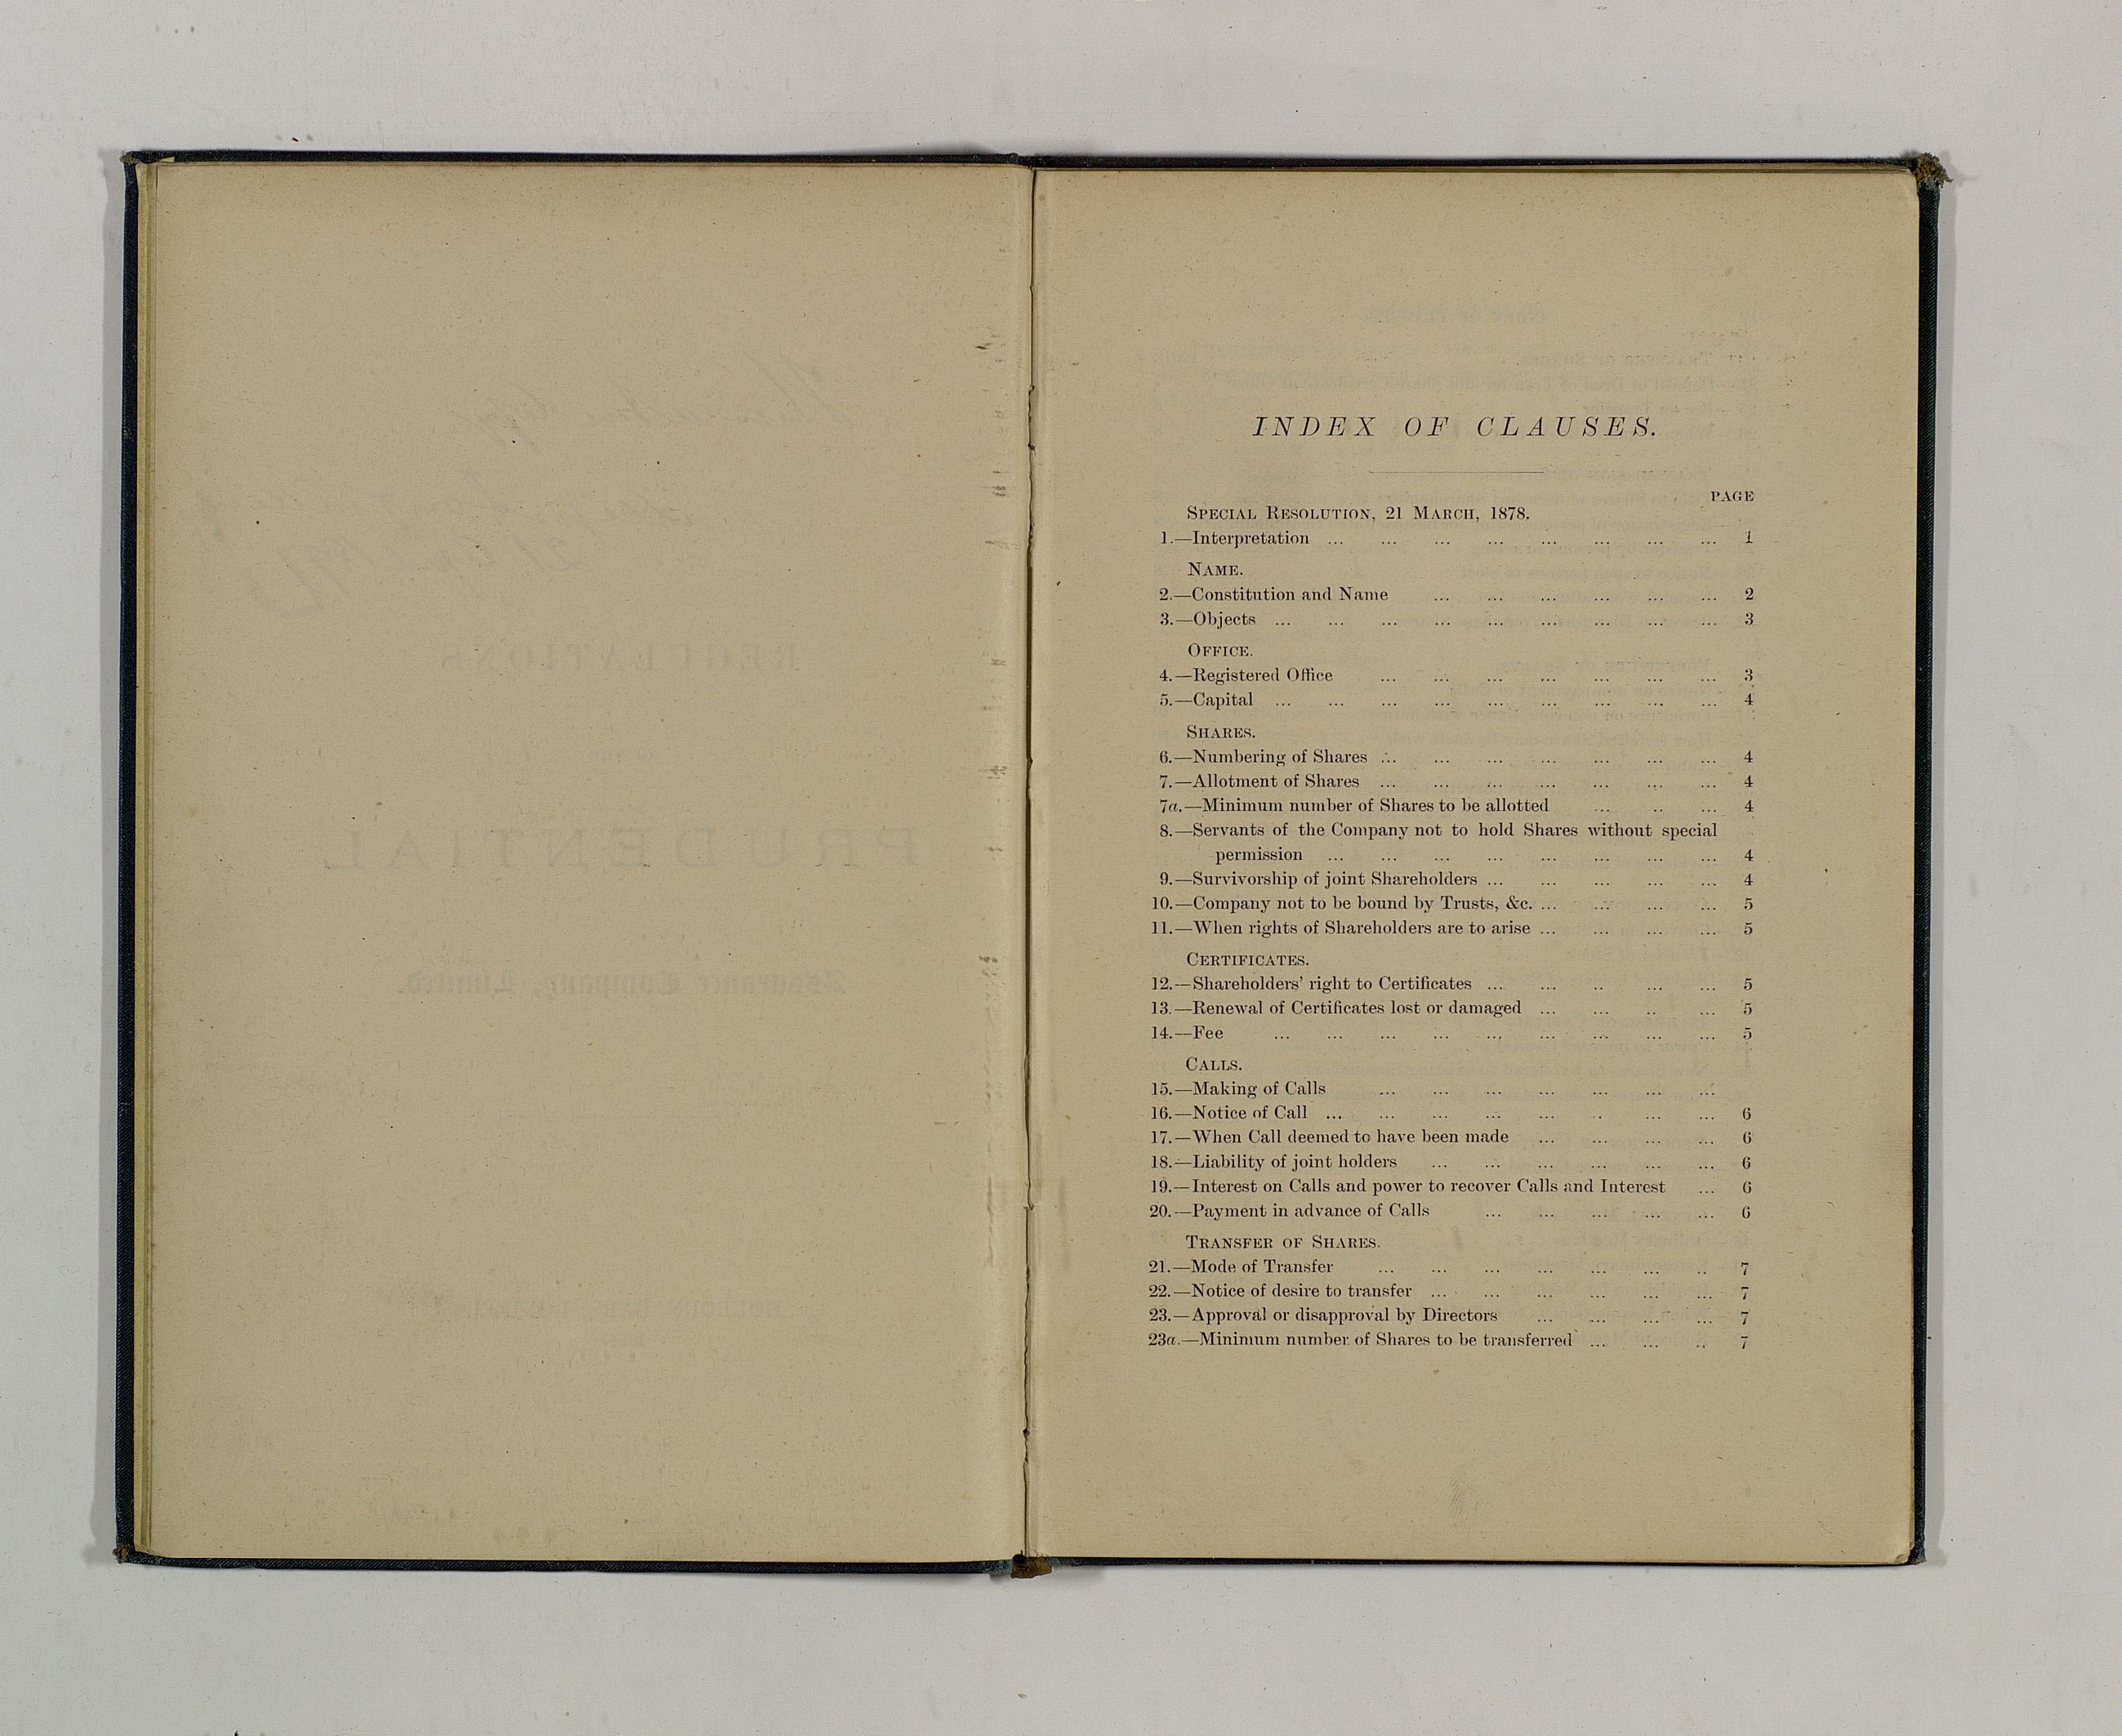 REGULATIONS
OF THE
PRUDENTIAL
Assurance Company, Limited.
INDEX OF CLAUSES.
PAGE
SPECIAL RESOLUTION, 21 MARCH, 1878.
1.—Interpretation ... ... ... ... ... ... ... ... 1
NAME.
2.—Constitution and Name ... ... ... ... ... ... 2
3.—Objects ... ... ... ... ... ... ... ... ... 3
OFFICE.
4.—Registered Office ... ... ... ... ... ... ... 3
5.—Capital ... ... ... ... ... ... ... ... ... 4
SHARES.
6.—Numbering of Shares ... ... ... ... ... ... ... 4
7.—Allotment of Shares ... ... ... ... ... ... ... 4
7a.—Minimum number of Shares to be allotted ... .. ... 4
8.—Servants of the Company not to hold Shares without special
permission ... ... ... ... ... ... ... ... 4
9.—Survivorship of joint Shareholders ... ... ... ... ... 4
10.—Company not to be bound by Trusts, &c. ... ... ... ... 5
11.—When rights of Shareholders are to arise ... ... ... ... 5
CERTIFICATES.
12.—Shareholders' right to Certificates ... ... .. ... ... 5
13.—Renewal of Certificates lost or damaged ... ... .. ... 5
14.—Fee ... ... ... ... ... ... ... ... ... 5
CALLS.
15.—Making of Calls ... ... ... ... ... ... ...
16.—Notice of Call ... ... ... ... ... . ... ... 6
17.—When Call deemed to have been made ... ... ... ... 6
18.—Liability of joint holders ... ... ... ... ... ... 6
19.—Interest on Calls and power to recover Calls and Interest ... 6
20.—Payment in advance of Calls ... ... ... ... ... 6
TRANSFER OF SHARES.
21.—Mode of Transfer ... ... ... ... ... ... .. 7
22.—Notice of desire to transfer ... ... ... ... ... ... 7
23.—Approval or disapproval by Directors ... ... ... ... 7
23a.—Minimum number of Shares to be transferred ... ... .. 7